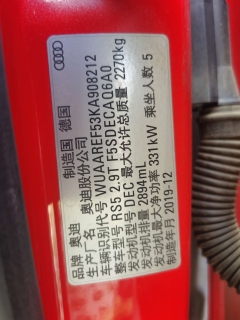 制造国 德国
品牌 奥迪
生产厂名 奥迪股份公司
车辆识别代号 WUAAREF53KA908212
整车型号 RS5 2.9T F5SDECAQ6A0
发动机型号 DEC 最大允许总质量 2270kg
发动机排量 2894mL
发动机最大净功率 331kW 乘坐人数 5
制造年月 2019-12